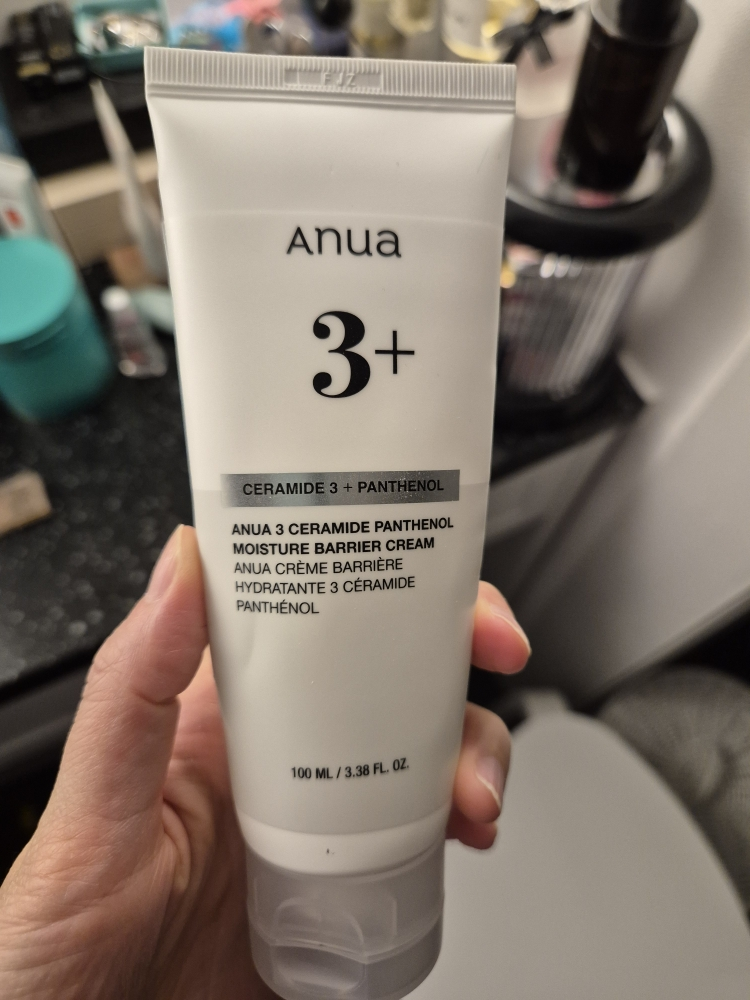 Anua
3+
CERAMIDE 3 + PANTHENOL
ANUA 3 CERAMIDE PANTHENOL
MOISTURE BARRIER CREAM
ANUA CRÈME BARRIÈRE
HYDRATANTE 3 CÉRAMIDE
PANTHÉNOL
100 ML / 3.38 FL. OZ.